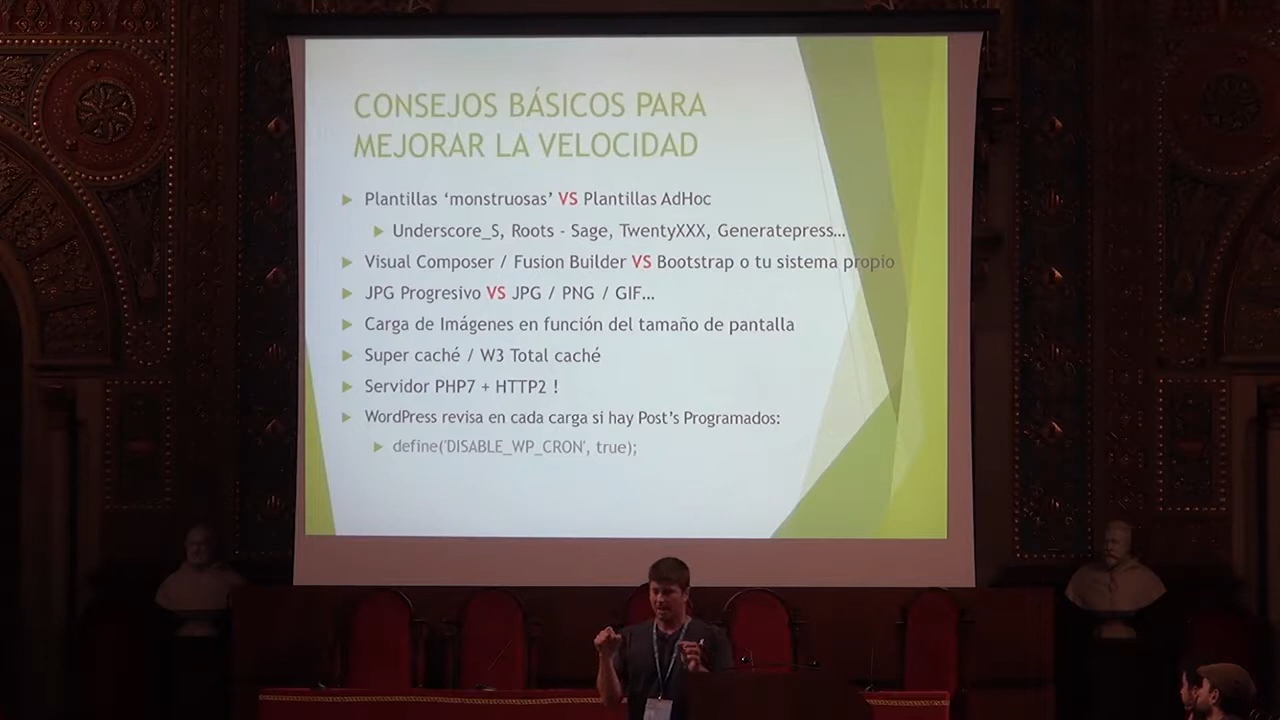 CONSEJOS BÁSICOS PARA
MEJORAR LA VELOCIDAD
Plantillas ‘monstruosas’ VS Plantillas AdHoc
Underscore_S, Roots - Sage, TwentyXXX, Generatepress...
Visual Composer / Fusion Builder VS Bootstrap o tu sistema propio
JPG Progresivo VS JPG / PNG / GIF...
Carga de Imágenes en función del tamaño de pantalla
Super caché / W3 Total caché
Servidor PHP7 + HTTP2 !
WordPress revisa en cada carga si hay Post’s Programados:
define('DISABLE_WP_CRON', true);